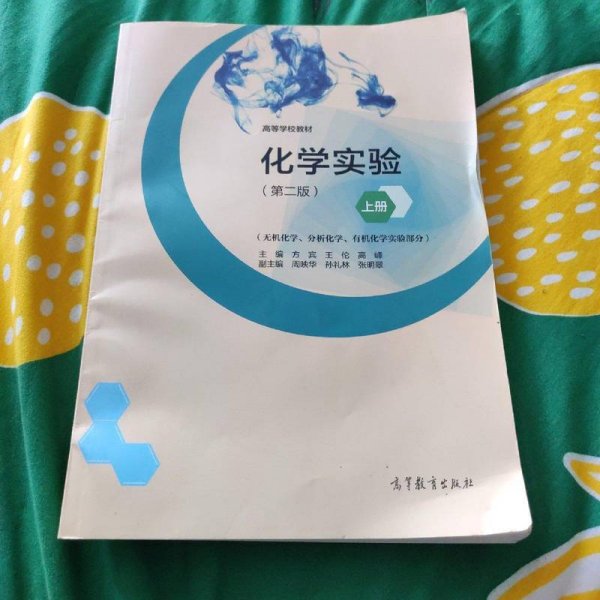 高等学校教材
化学实验
（第二版）
上册
（无机化学、分析化学、有机化学实验部分）
主编 方宾 王伦 高峰
副主编 周映华 孙礼林 张明翠
高等教育出版社